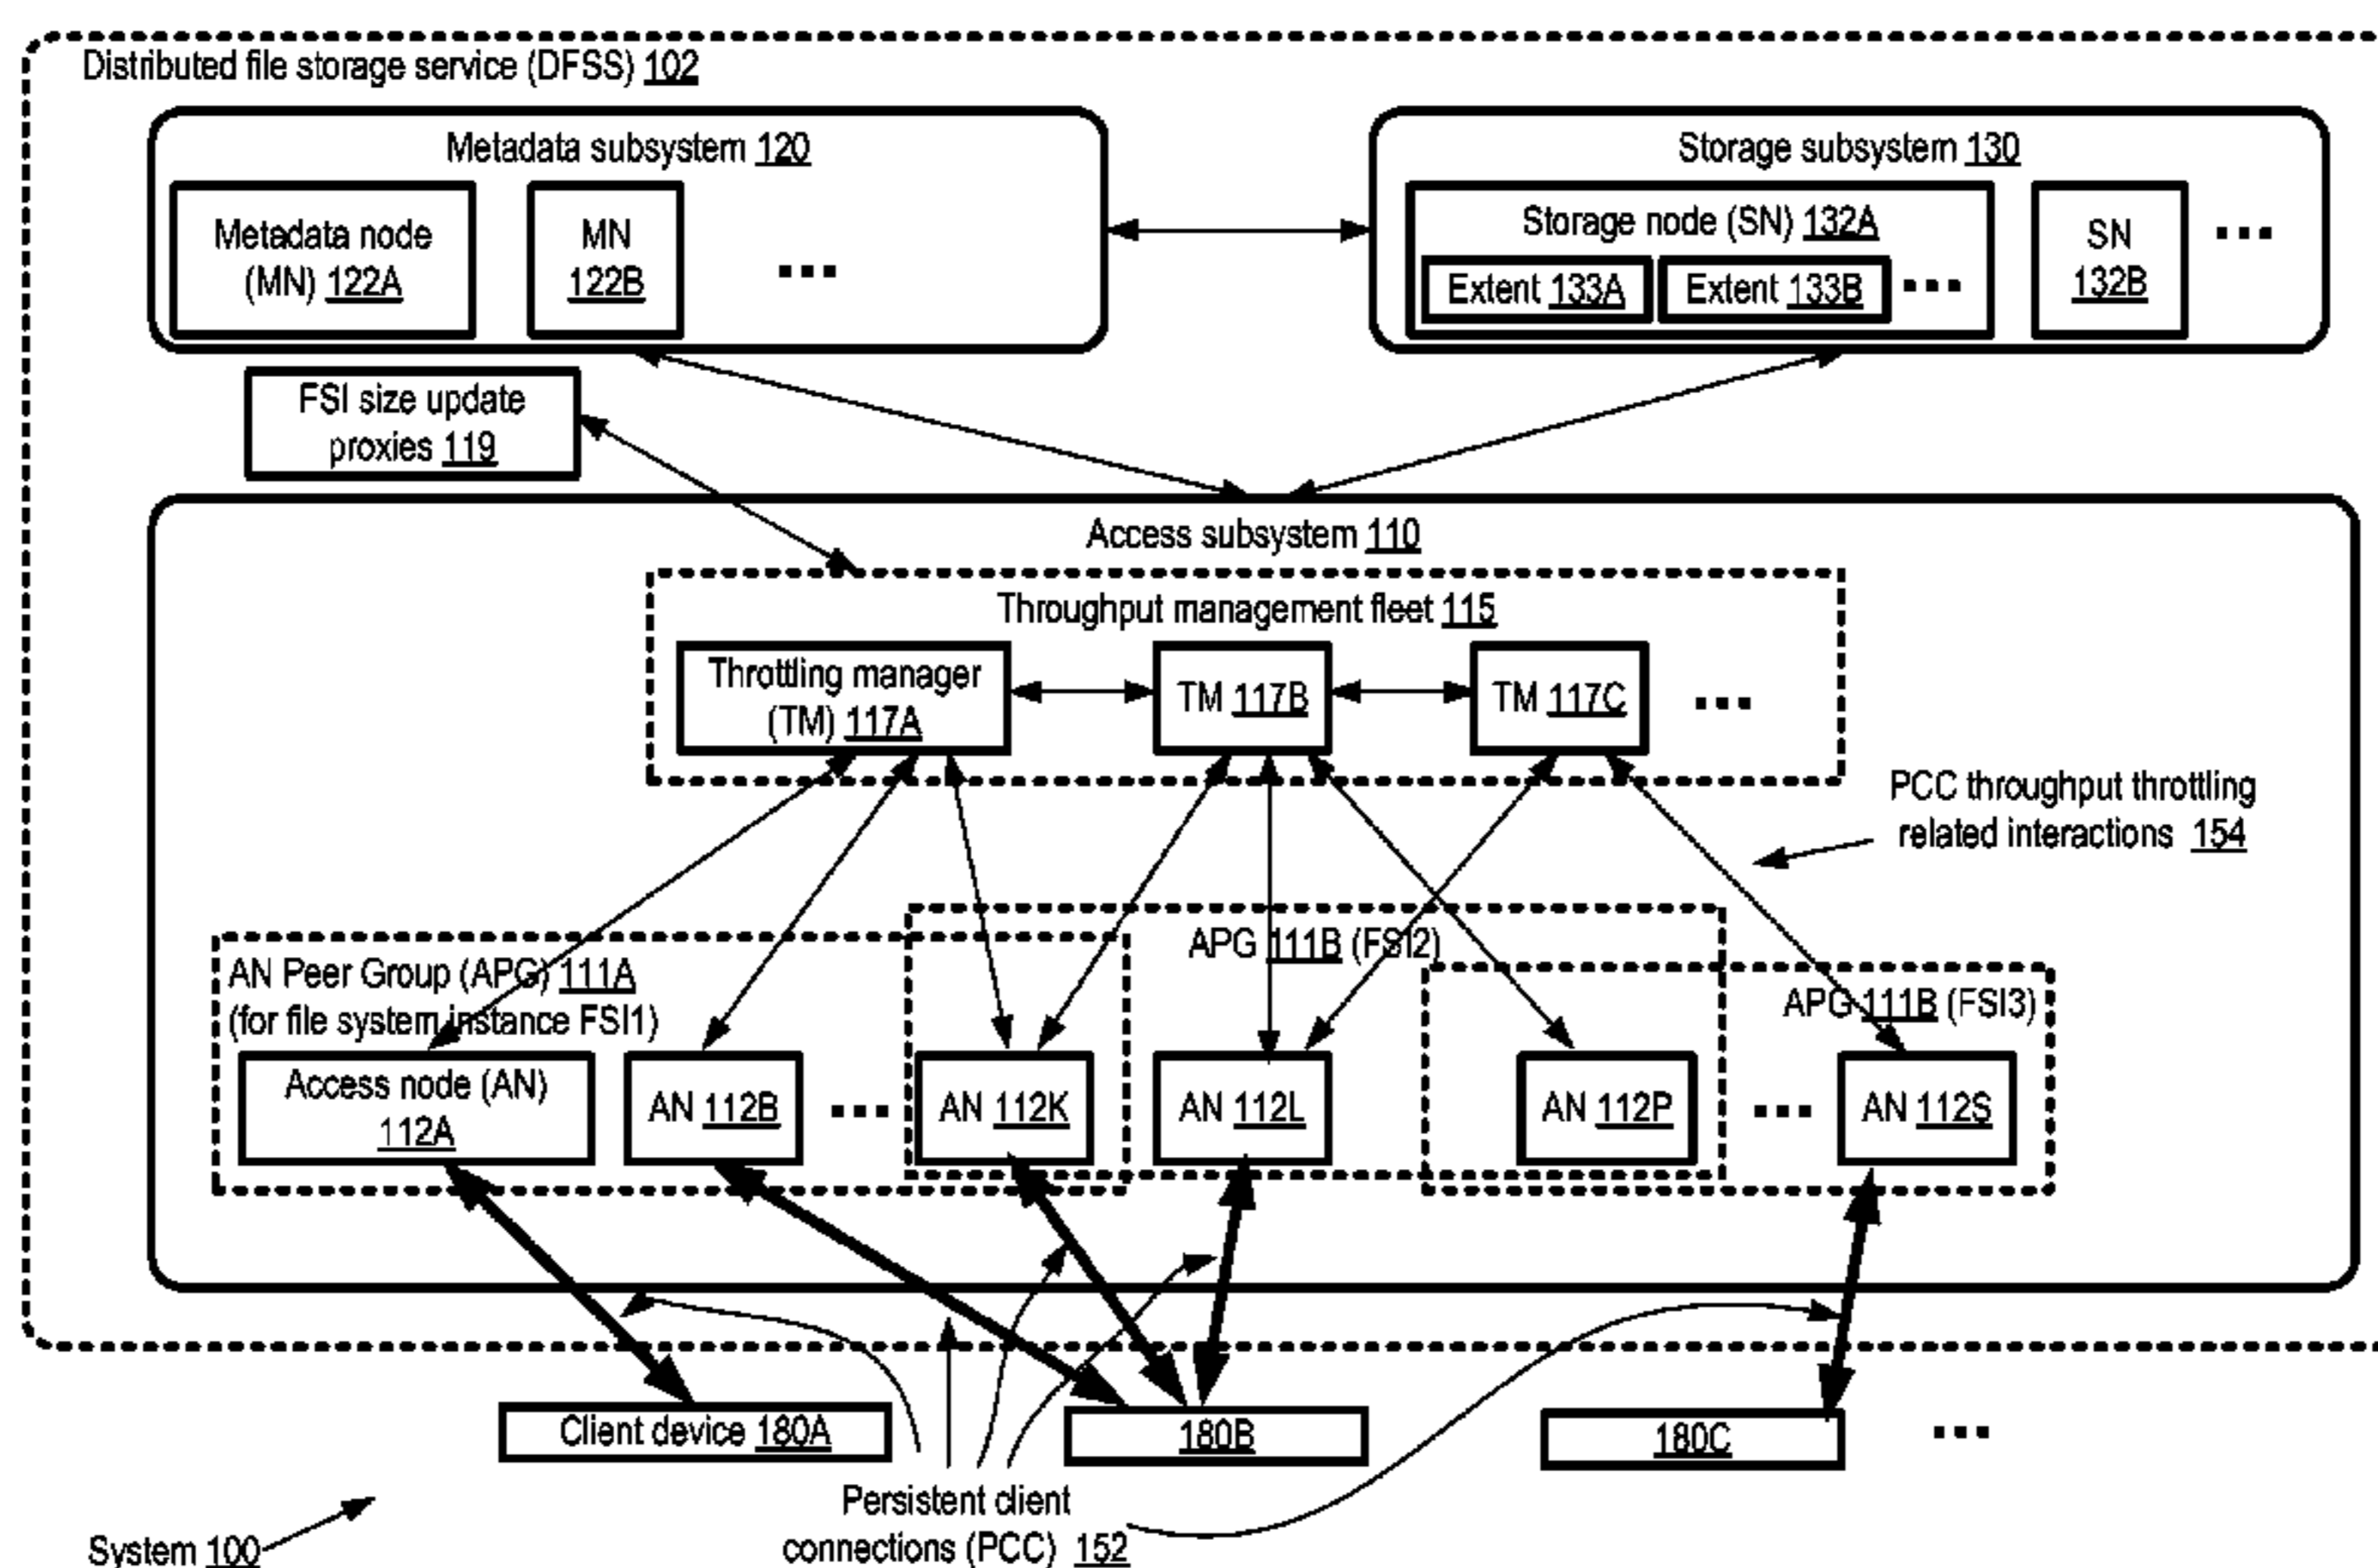 Distributed file storage service (DFSS) 102
Metadata subsystem 120
Metadata node
(MN) 122A
MN
122B
...
Storage subsystem 130
Storage node (SN) 132A
Extent 133A
Extent 133B
...
SN
132B
...
FSI size update
proxies 119
Access subsystem 110
Throughput management fleet 115
Throttling manager
(TM) 117A
TM 117B
TM 117C
...
PCC throughput throttling
related interactions 154
AN Peer Group (APG) 111A
(for file system instance FSI1)
APG 111B (FSI2)
APG 111B (FSI3)
Access node (AN)
112A
AN 112B
...
AN 112K
AN 112L
AN 112P
...
AN 112S
Client device 180A
180B
180C
...
Persistent client
connections (PCC) 152
System 100